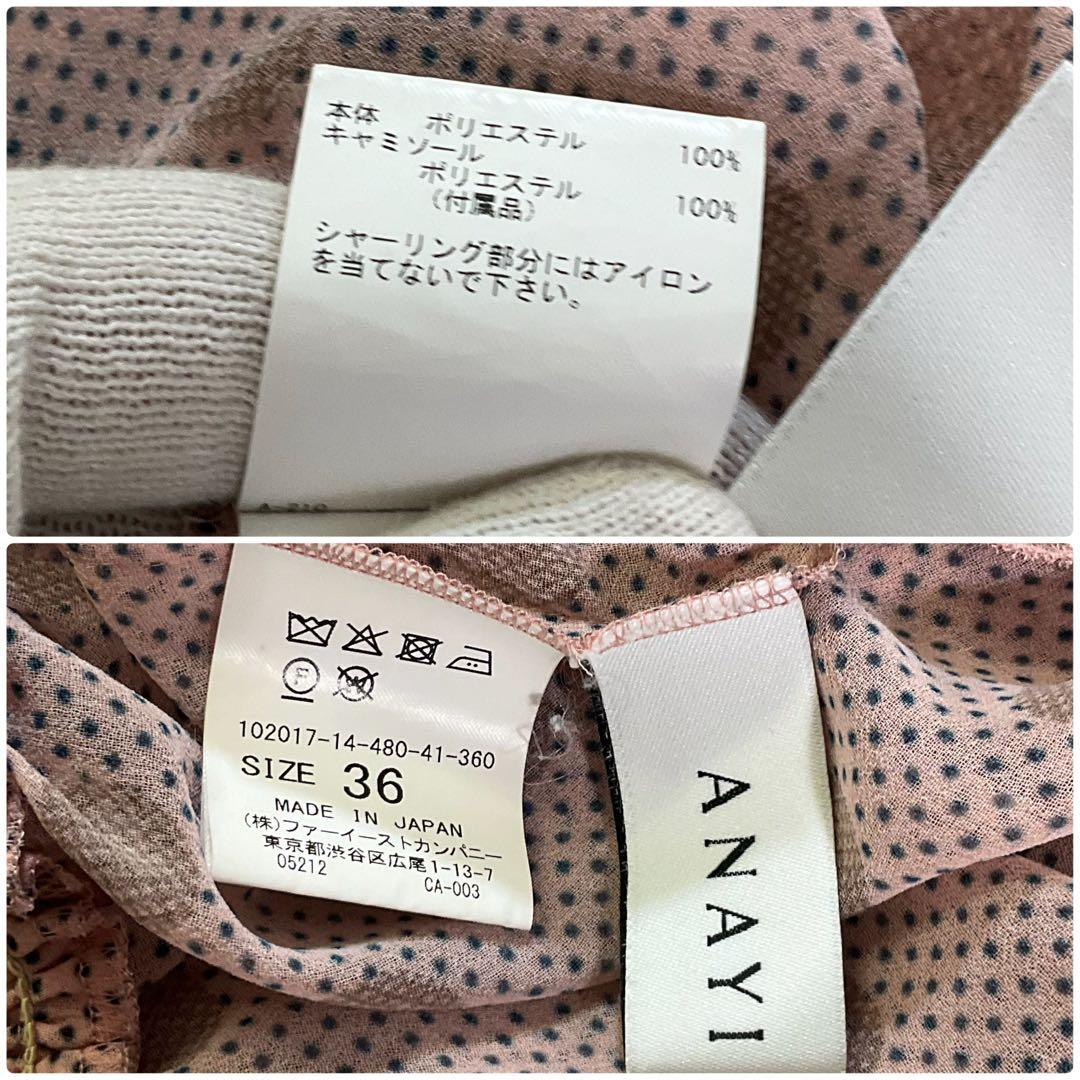 本体 ポリエステル 100%
キャミソール
ポリエステル 100%
(付属品)
シャーリング部分にはアイロン
を当てないで下さい。
F W
102017-14-480-41-360
SIZE 36
MADE IN JAPAN
(株)ファーイーストカンパニー
東京都渋谷区広尾1-13-7
05212 CA-003
ANAYI